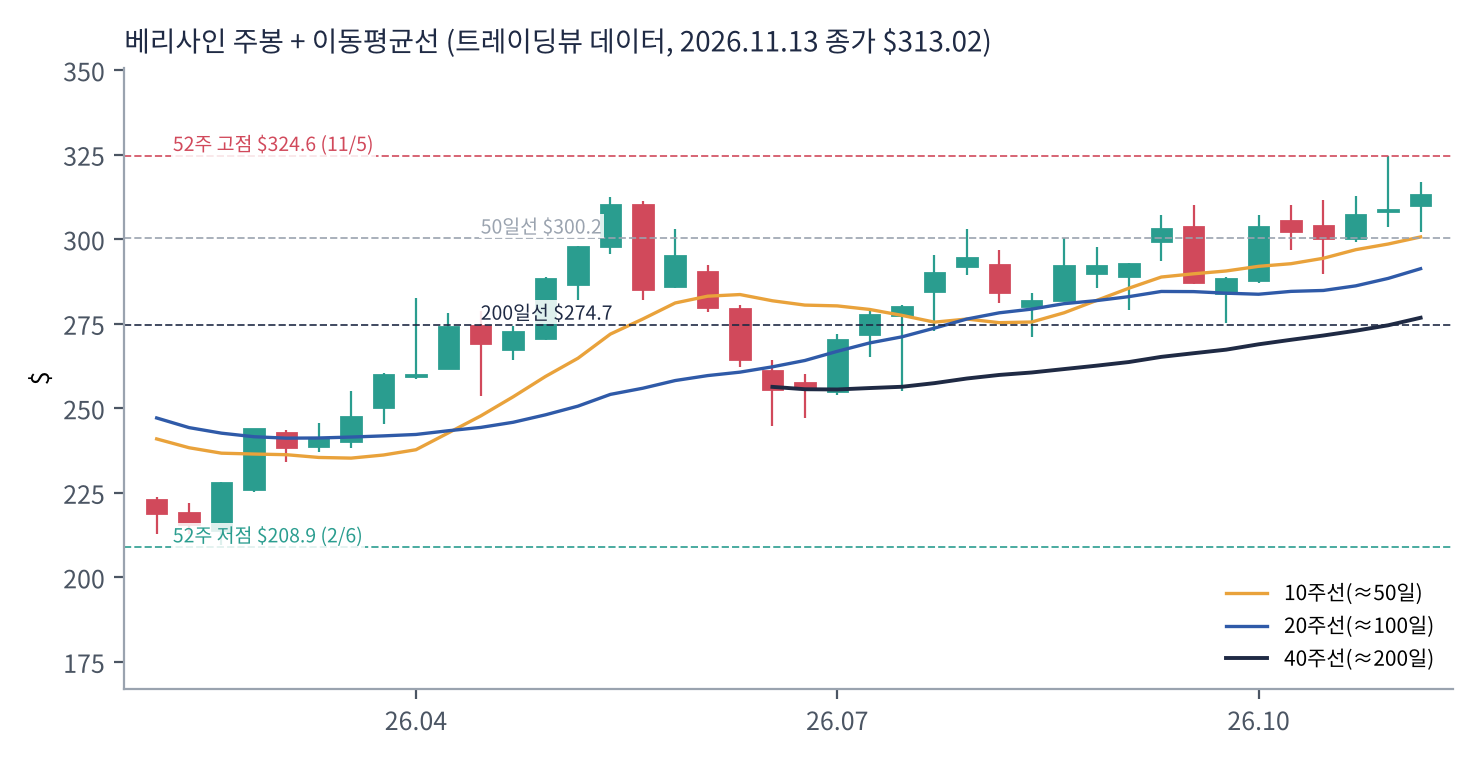 베리사인 주봉 + 이동평균선 (트레이딩뷰 데이터, 2026.11.13 종가 $313.02)
350
325
300
275
250
225
200
175
$
52주 고점 $324.6 (11/5)
50일선 $300.2
200일선 $274.7
52주 저점 $208.9 (2/6)
10주선(≈50일)
20주선(≈100일)
40주선(≈200일)
26.04
26.07
26.10